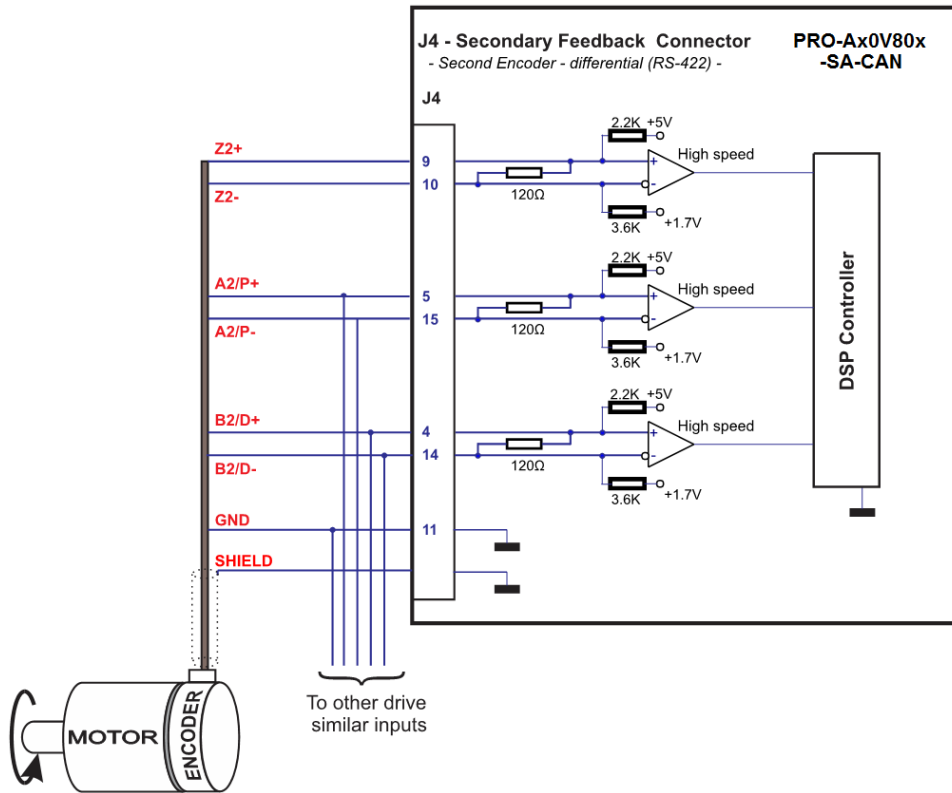 J4 - Secondary Feedback Connector
- Second Encoder - differential (RS-422) -
PRO-Ax0V80x
-SA-CAN
J4
Z2+
9
2.2K +5V
High speed
Z2-
10
120Ω
3.6K
+1.7V
A2/P+
5
2.2K +5V
High speed
A2/P-
15
120Ω
3.6K
+1.7V
B2/D+
4
2.2K +5V
High speed
B2/D-
14
120Ω
3.6K
+1.7V
+
-
+
-
+
-
DSP Controller
GND
11
SHIELD
To other drive
similar inputs
MOTOR
ENCODER